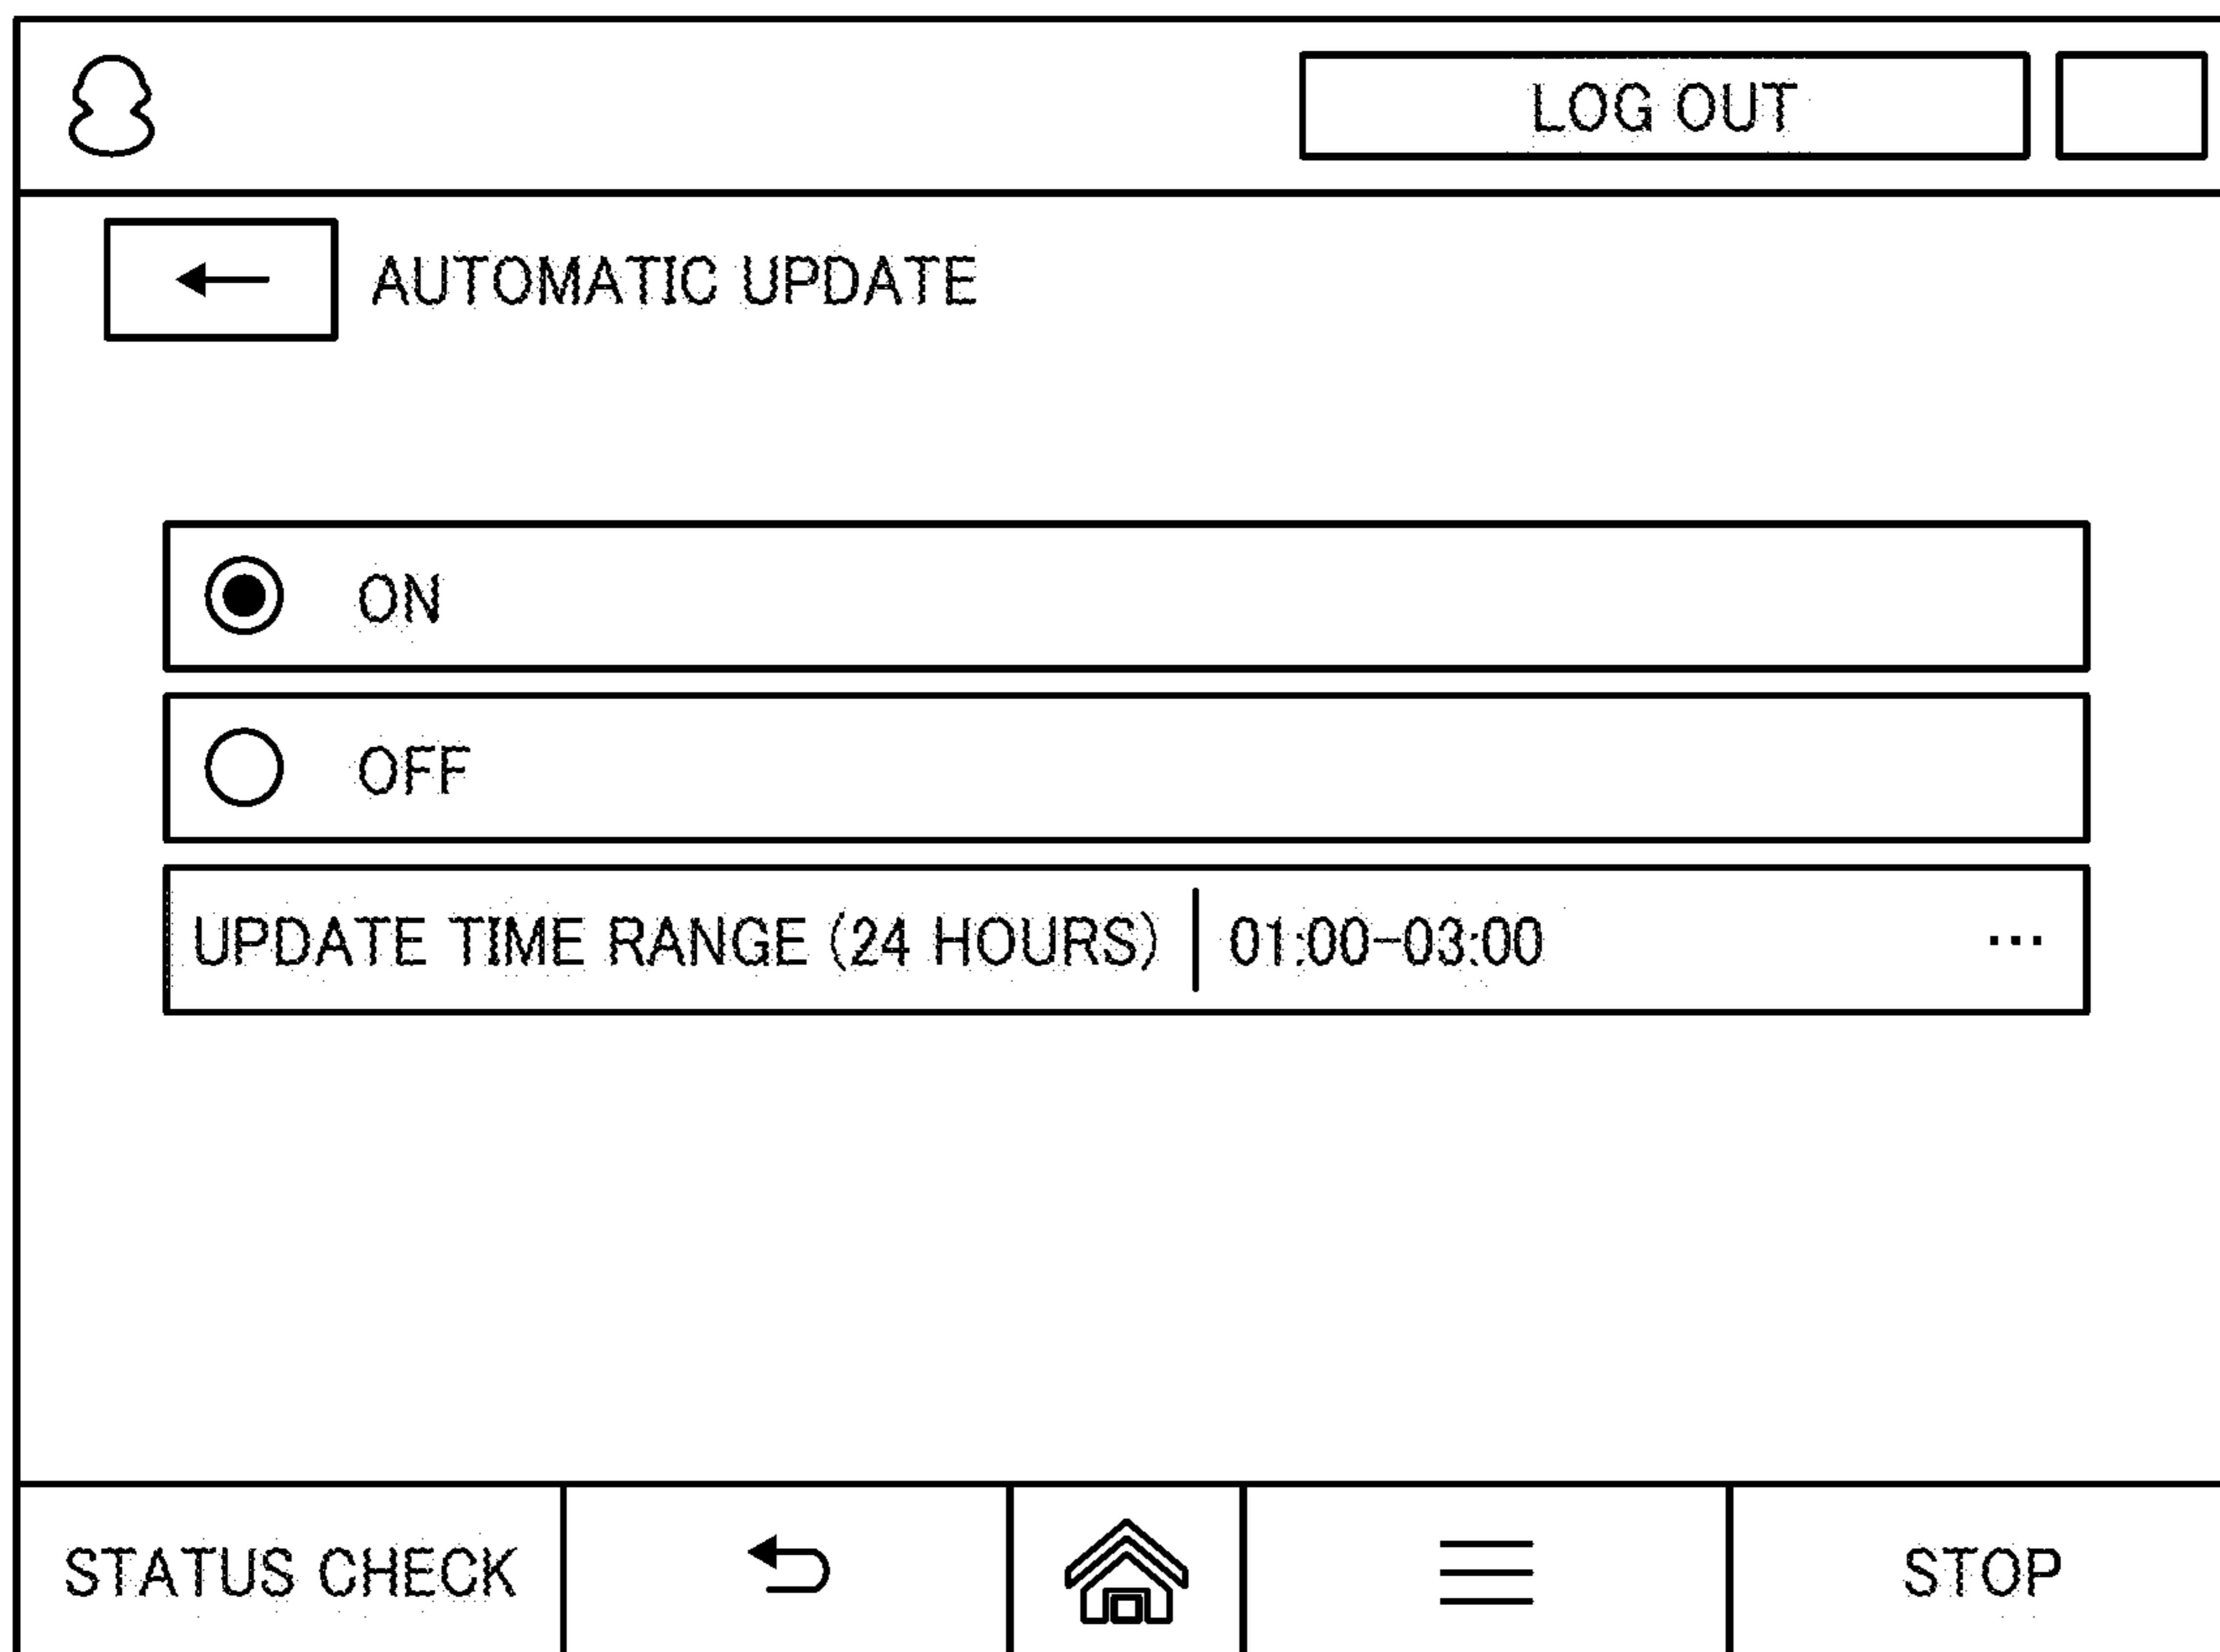 LOG OUT
AUTOMATIC UPDATE
ON
OFF
UPDATE TIME RANGE (24 HOURS) 01:00-03:00 ...
STATUS CHECK STOP